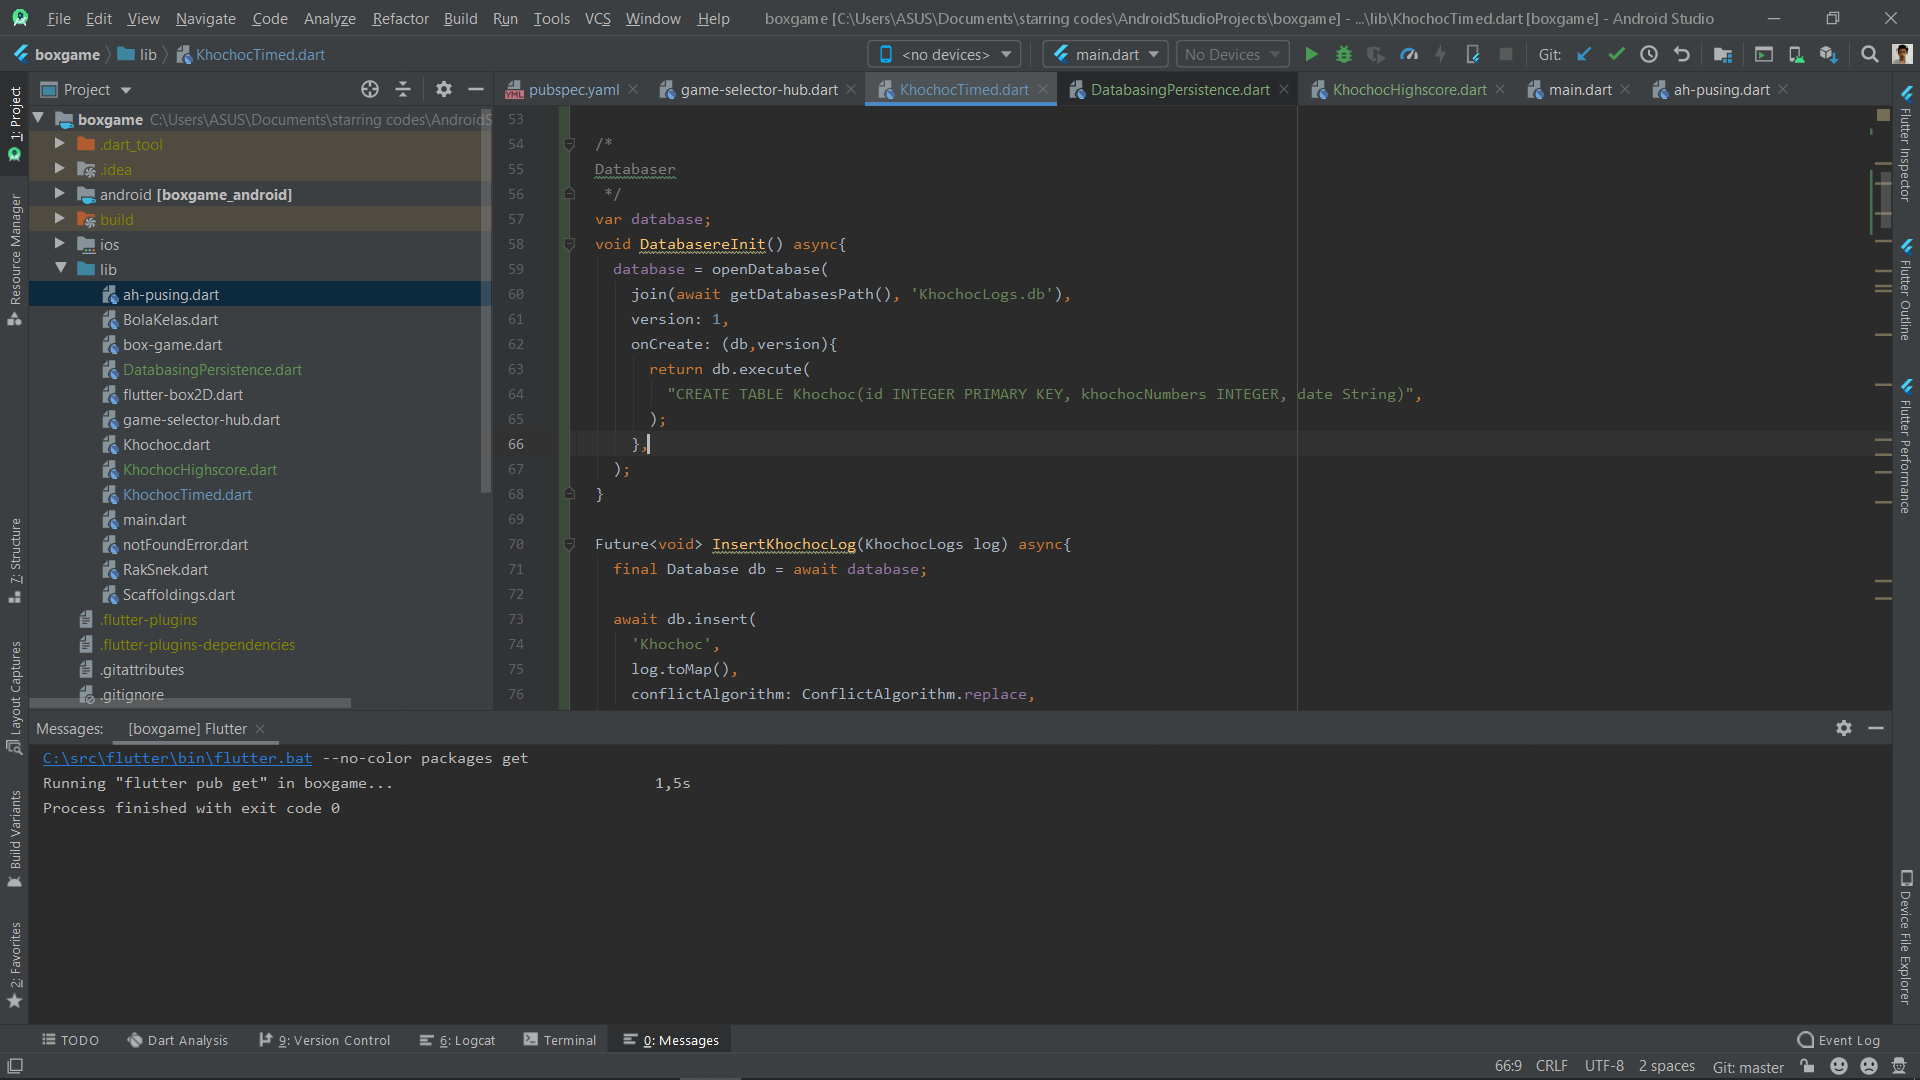 File Edit View Navigate Code Analyze Refactor Build Run Tools VCS Window Help boxgame [C:\Users\ASUS\Documents\starring codes\AndroidStudioProjects\boxgame] - ...\lib\KhochocTimed.dart [boxgame] - Android Studio
boxgame lib KhochocTimed.dart <no devices> main.dart No Devices Git:
Project pubspec.yaml game-selector-hub.dart KhochocTimed.dart DatabasingPersistence.dart KhochocHighscore.dart main.dart ah-pusing.dart
1: Project
Resource Manager
7: Structure
Layout Captures
Build Variants
2: Favorites
boxgame C:\Users\ASUS\Documents\starring codes\Android
.dart_tool
.idea
android [boxgame_android]
build
ios
lib
ah-pusing.dart
BolaKelas.dart
box-game.dart
DatabasingPersistence.dart
flutter-box2D.dart
game-selector-hub.dart
Khochoc.dart
KhochocHighscore.dart
KhochocTimed.dart
main.dart
notFoundError.dart
RakSnek.dart
Scaffoldings.dart
.flutter-plugins
.flutter-plugins-dependencies
.gitattributes
.gitignore
53
54 /*
55 Databaser
56 */
57 var database;
58 void DatabasereInit() async{
59 database = openDatabase(
60 join(await getDatabasesPath(), 'KhochocLogs.db'),
61 version: 1,
62 onCreate: (db,version){
63 return db.execute(
64 "CREATE TABLE Khochoc(id INTEGER PRIMARY KEY, khochocNumbers INTEGER, date String)",
65 );
66 },
67 );
68 }
69
70 Future<void> InsertKhochocLog(KhochocLogs log) async{
71 final Database db = await database;
72
73 await db.insert(
74 'Khochoc',
75 log.toMap(),
76 conflictAlgorithm: ConflictAlgorithm.replace,
Flutter Inspector
Flutter Outline
Flutter Performance
Device File Explorer
Messages: [boxgame] Flutter
C:\src\flutter\bin\flutter.bat --no-color packages get
Running "flutter pub get" in boxgame... 1,5s
Process finished with exit code 0
TODO Dart Analysis 9: Version Control 6: Logcat Terminal 0: Messages Event Log
66:9 CRLF UTF-8 2 spaces Git: master